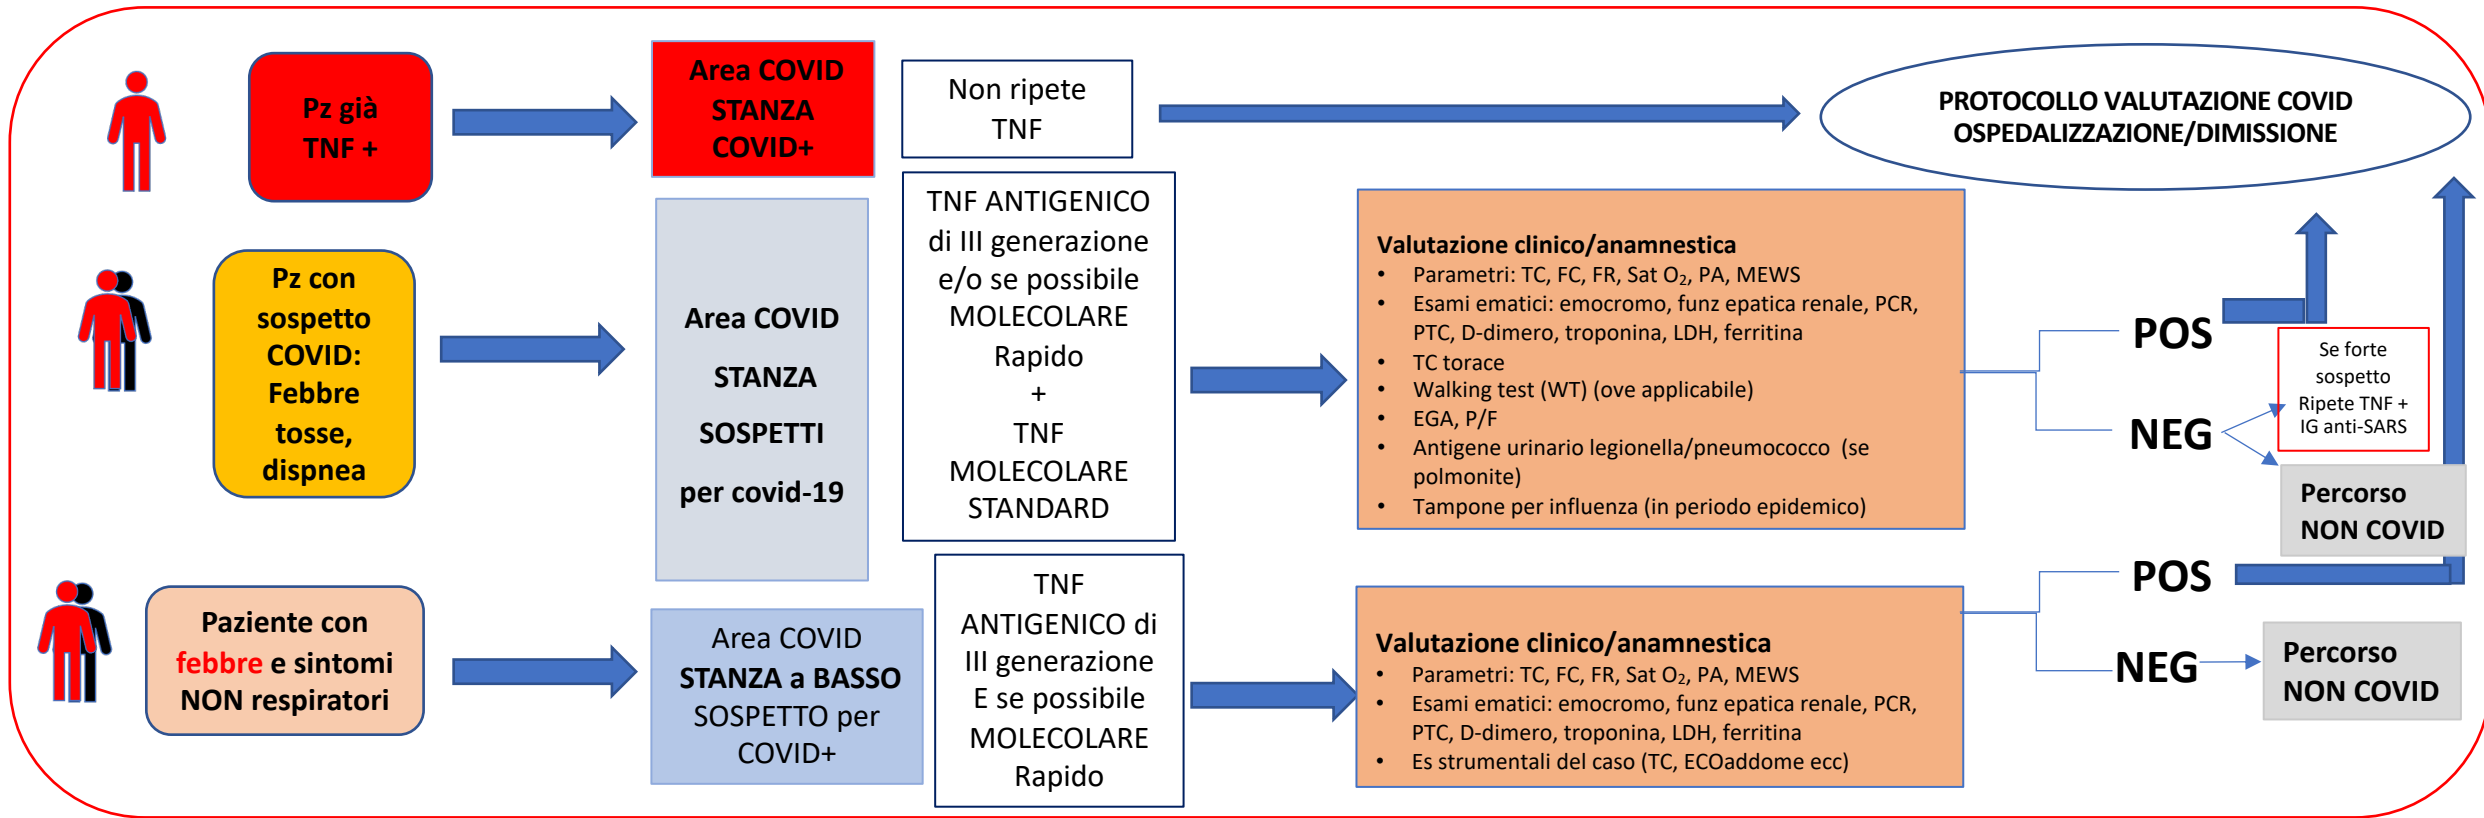 Pz già
TNF +
Area COVID
STANZA
COVID+
Non ripete
TNF
PROTOCOLLO VALUTAZIONE COVID
OSPEDALIZZAZIONE/DIMISSIONE
Pz con
sospetto
COVID:
Febbre
tosse,
dispnea
Area COVID
STANZA
SOSPETTI
per covid-19
TNF ANTIGENICO
di III generazione
e/o se possibile
MOLECOLARE
Rapido
+
TNF
MOLECOLARE
STANDARD
Valutazione clinico/anamnestica
• Parametri: TC, FC, FR, Sat O₂, PA, MEWS
• Esami ematici: emocromo, funz epatica renale, PCR,
PTC, D-dimero, troponina, LDH, ferritina
• TC torace
• Walking test (WT) (ove applicabile)
• EGA, P/F
• Antigene urinario legionella/pneumococco (se
polmonite)
• Tampone per influenza (in periodo epidemico)
POS
NEG
Se forte
sospetto
Ripete TNF +
IG anti-SARS
Percorso
NON COVID
Paziente con
febbre e sintomi
NON respiratori
Area COVID
STANZA a BASSO
SOSPETTO per
COVID+
TNF
ANTIGENICO di
III generazione
E se possibile
MOLECOLARE
Rapido
Valutazione clinico/anamnestica
• Parametri: TC, FC, FR, Sat O₂, PA, MEWS
• Esami ematici: emocromo, funz epatica renale, PCR,
PTC, D-dimero, troponina, LDH, ferritina
• Es strumentali del caso (TC, ECOaddome ecc)
POS
NEG
Percorso
NON COVID